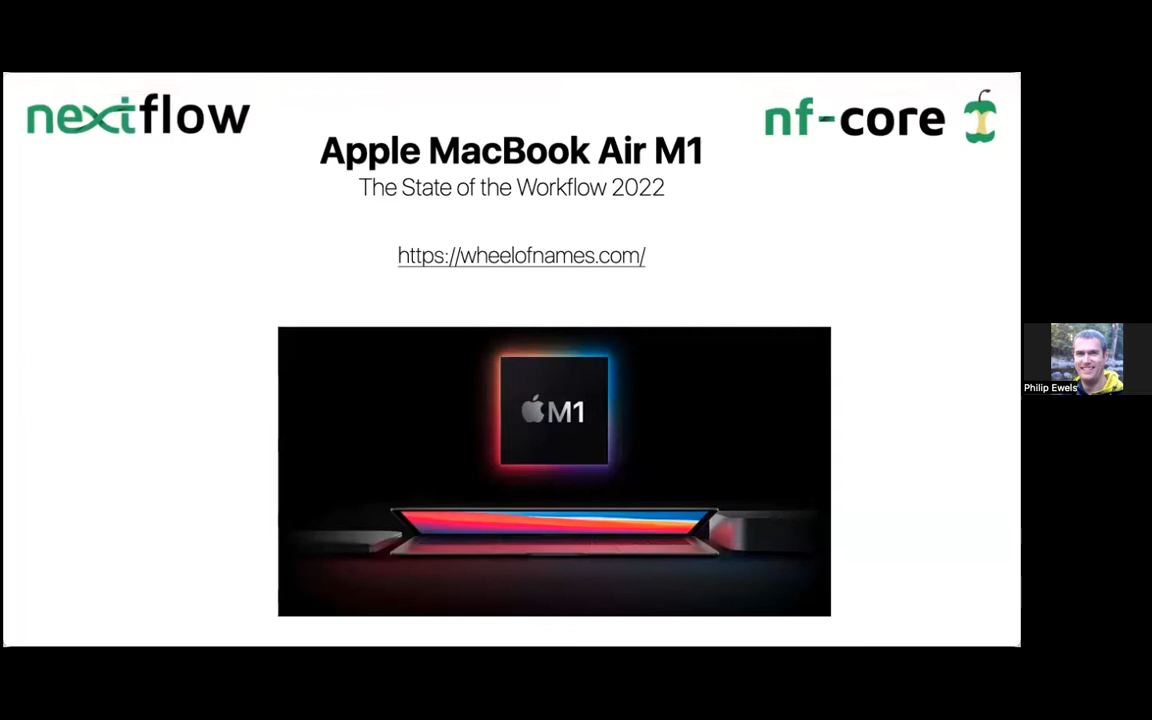 nextflow
nf-core
Apple MacBook Air M1
The State of the Workflow 2022
https://wheelofnames.com/
M1
Philip Ewels